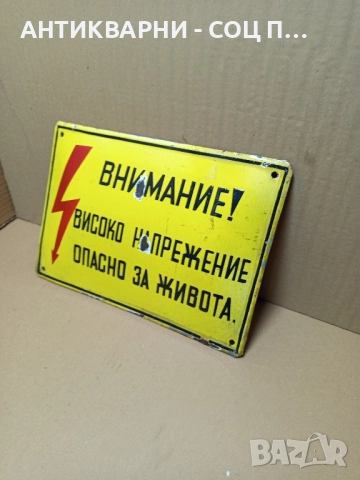 АНТИКВАРНИ - СОЦ П...
ВНИМАНИЕ!
ВИСОКО НАПРЕЖЕНИЕ
ОПАСНО ЗА ЖИВОТА.
BAZAR